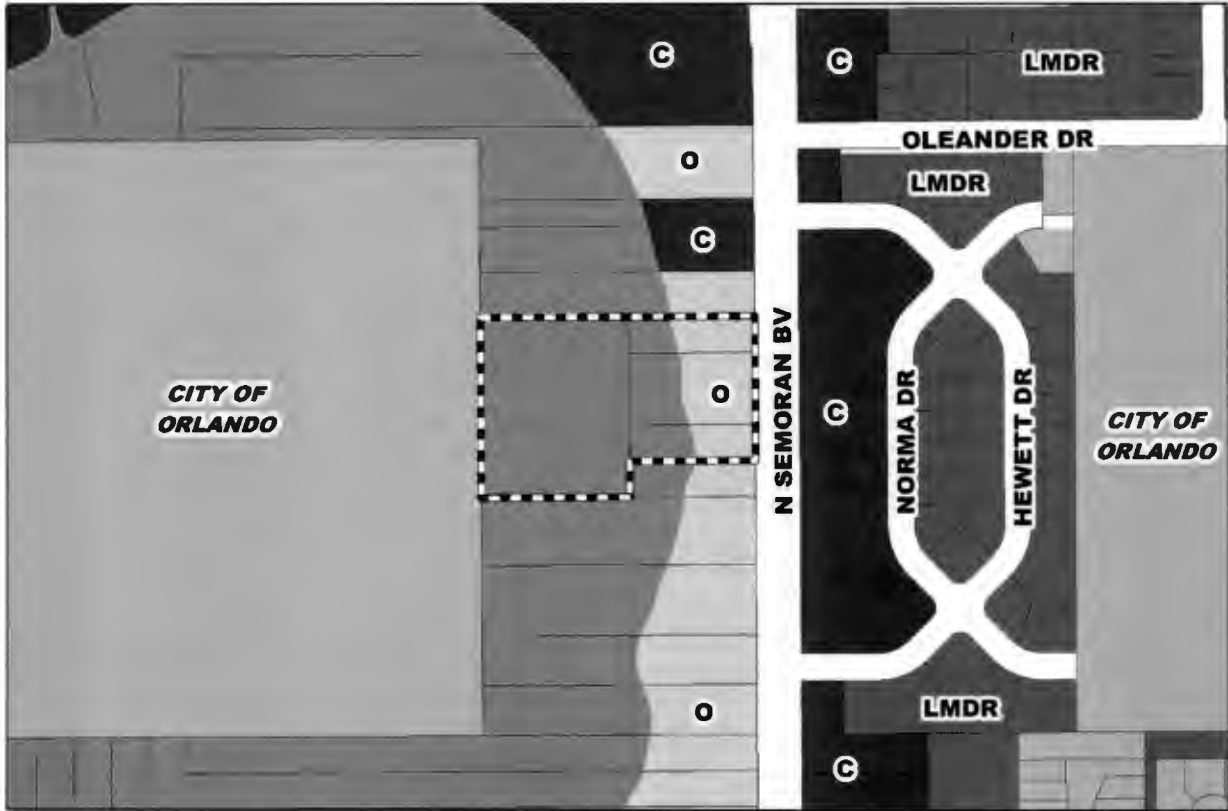 C
C
LMDR
OLEANDER DR
O
LMDR
C
N SEMORAN BV
CITY OF
ORLANDO
O
C
NORMA DR
HEWETT DR
CITY OF
ORLANDO
O
LMDR
C